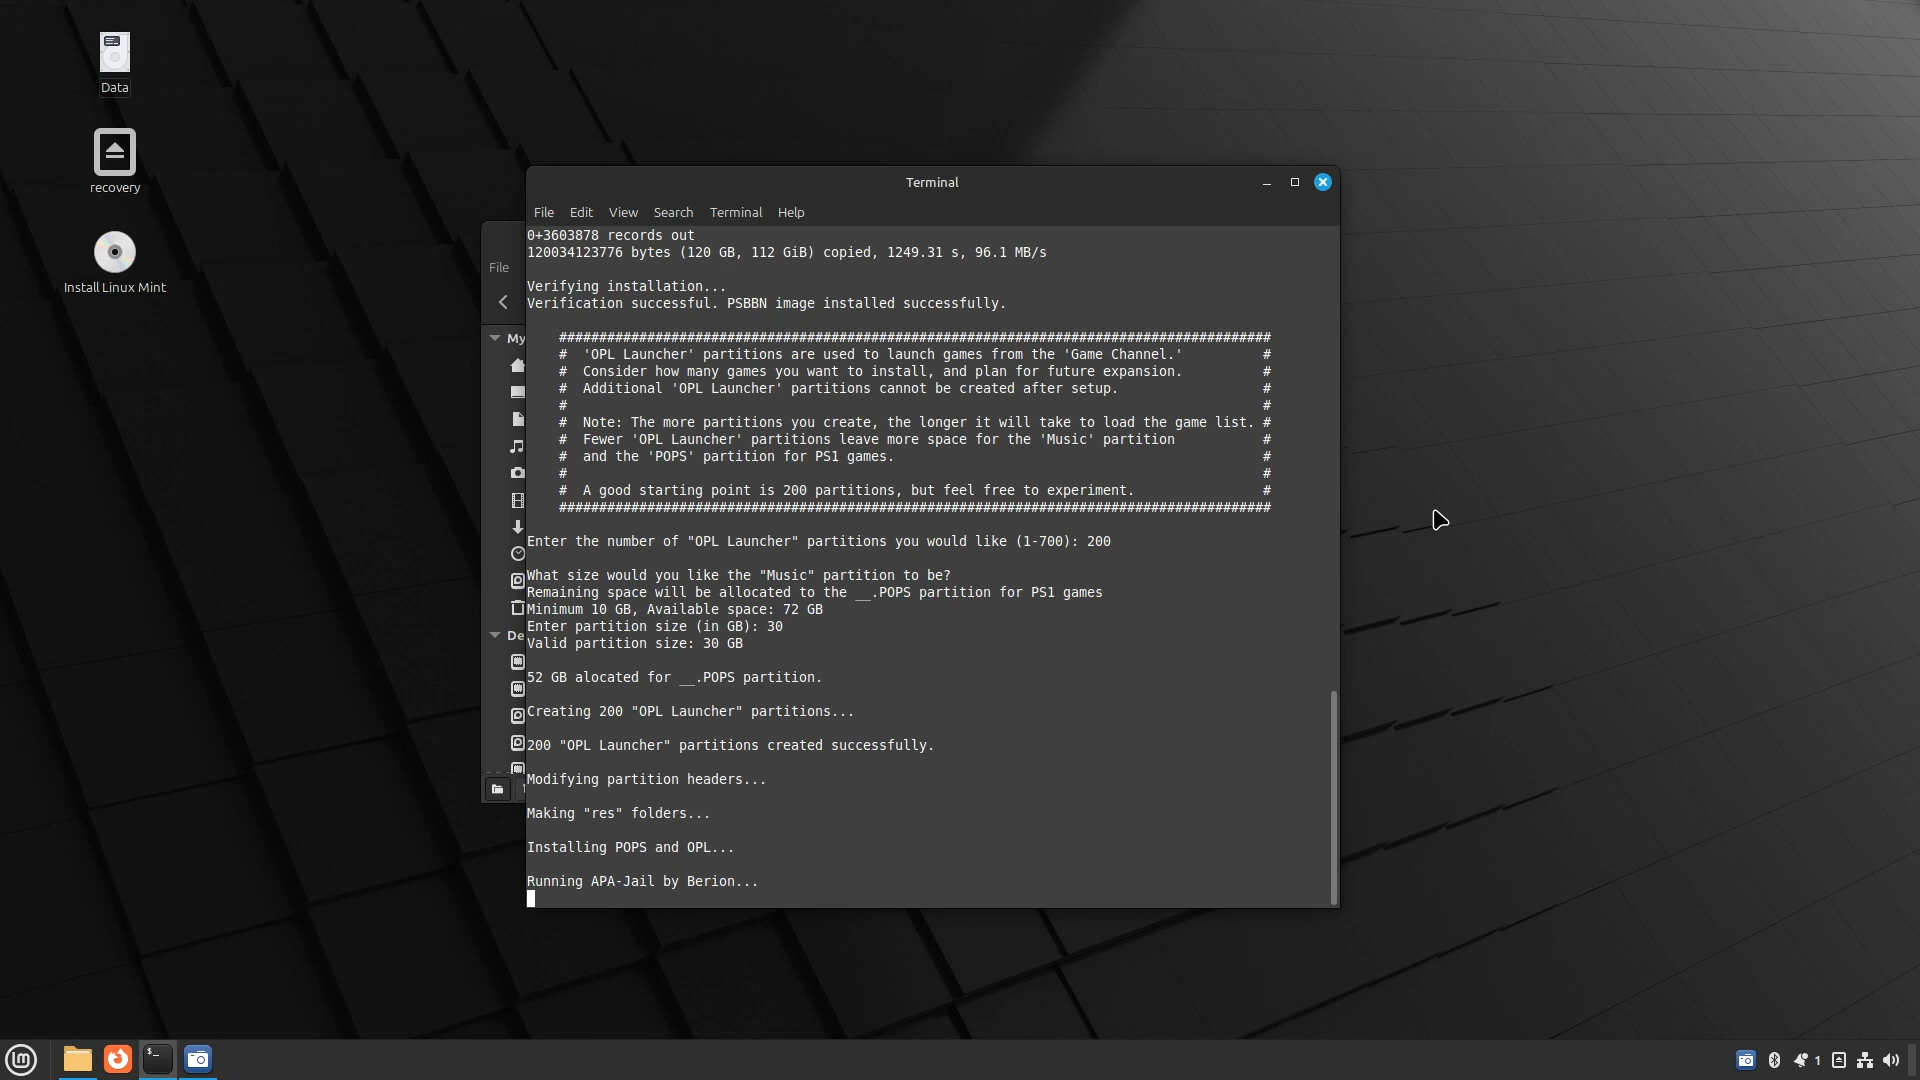 Data
recovery
Install Linux Mint
Terminal
File Edit View Search Terminal Help
File
My
De
0+3603878 records out
120034123776 bytes (120 GB, 112 GiB) copied, 1249.31 s, 96.1 MB/s
Verifying installation...
Verification successful. PSBBN image installed successfully.
#########################################################################################
# 'OPL Launcher' partitions are used to launch games from the 'Game Channel.' #
# Consider how many games you want to install, and plan for future expansion. #
# Additional 'OPL Launcher' partitions cannot be created after setup. #
# #
# Note: The more partitions you create, the longer it will take to load the game list. #
# Fewer 'OPL Launcher' partitions leave more space for the 'Music' partition #
# and the 'POPS' partition for PS1 games. #
# #
# A good starting point is 200 partitions, but feel free to experiment. #
#########################################################################################
Enter the number of "OPL Launcher" partitions you would like (1-700): 200
What size would you like the "Music" partition to be?
Remaining space will be allocated to the __.POPS partition for PS1 games
Minimum 10 GB, Available space: 72 GB
Enter partition size (in GB): 30
Valid partition size: 30 GB
52 GB alocated for __.POPS partition.
Creating 200 "OPL Launcher" partitions...
200 "OPL Launcher" partitions created successfully.
Modifying partition headers...
Making "res" folders...
Installing POPS and OPL...
Running APA-Jail by Berion...
1